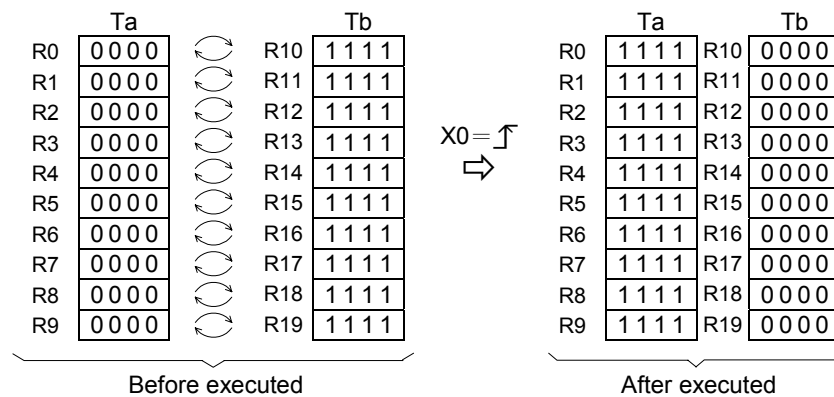 Ta Tb Ta Tb
R0 0000 R10 1111 R0 1111 R10 0000
R1 0000 R11 1111 R1 1111 R11 0000
R2 0000 R12 1111 R2 1111 R12 0000
R3 0000 R13 1111 X0= R3 1111 R13 0000
R4 0000 R14 1111 R4 1111 R14 0000
R5 0000 R15 1111 R5 1111 R15 0000
R6 0000 R16 1111 R6 1111 R16 0000
R7 0000 R17 1111 R7 1111 R17 0000
R8 0000 R18 1111 R8 1111 R18 0000
R9 0000 R19 1111 R9 1111 R19 0000
Before executed After executed